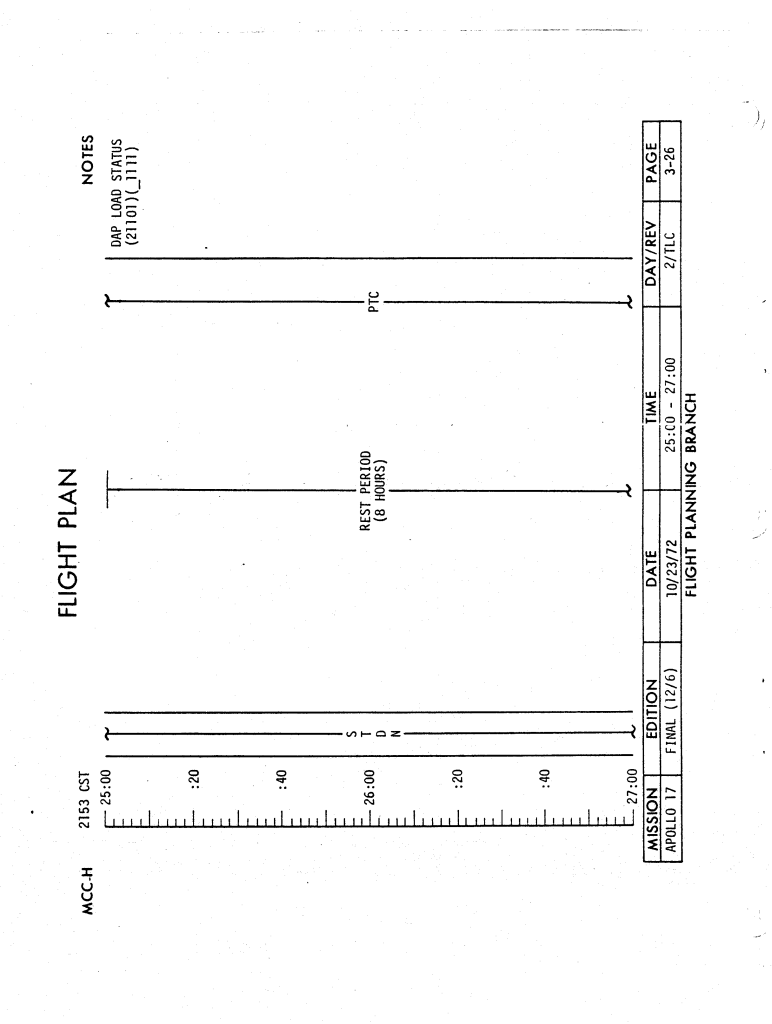 FLIGHT PLAN
MCC-H
2153 CST
NOTES
25:00
:20
:40
26:00
:20
:40
27:00
S
T
D
N
REST PERIOD
(8 HOURS)
PTC
DAP LOAD STATUS
(21101)(_1111)
MISSION EDITION DATE TIME DAY/REV PAGE
APOLLO 17 FINAL (12/6) 10/23/72 25:00 - 27:00 2/TLC 3-26
FLIGHT PLANNING BRANCH